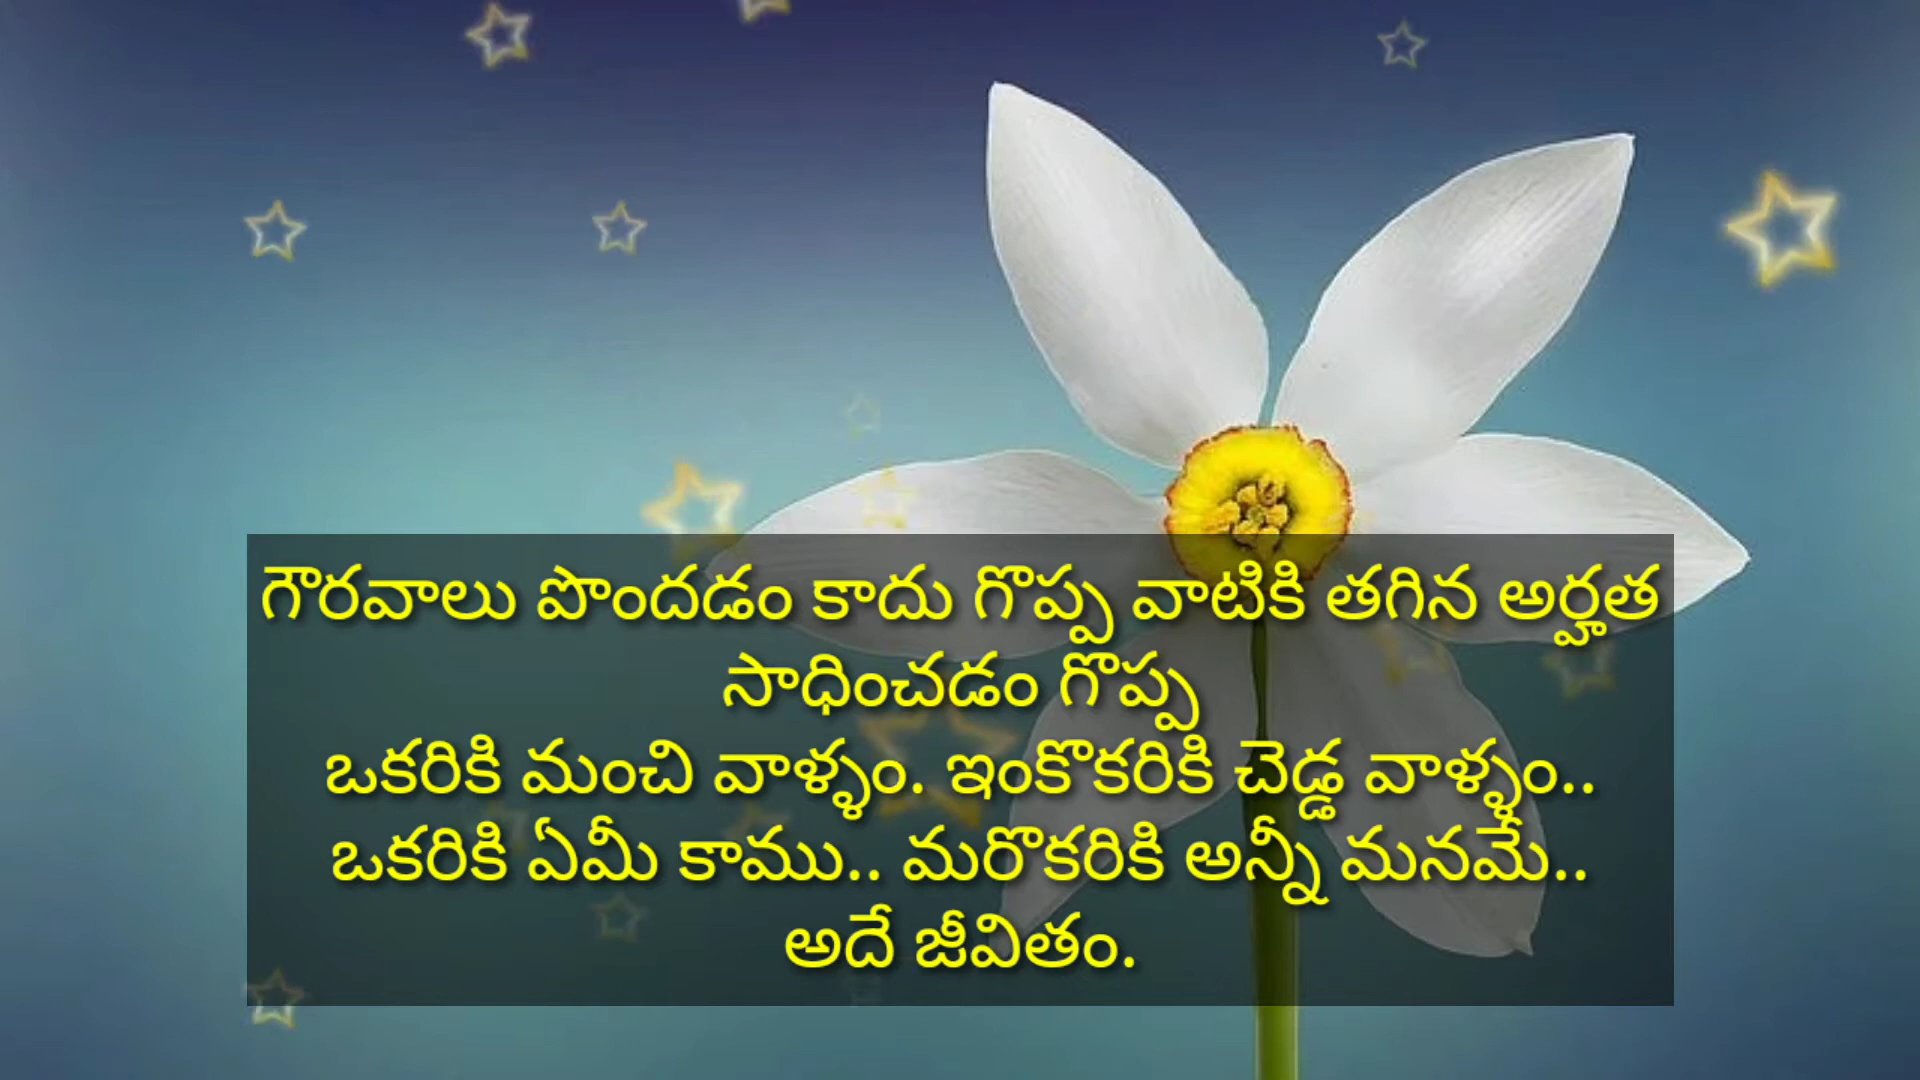 గౌరవాలు పొందడం కాదు గొప్ప వాటికి తగిన అర్హత
సాధించడం గొప్ప
ఒకరికి మంచి వాళ్ళం. ఇంకొకరికి చెడ్డ వాళ్ళం..
ఒకరికి ఏమీ కాము.. మరొకరికి అన్నీ మనమే..
అదే జీవితం.